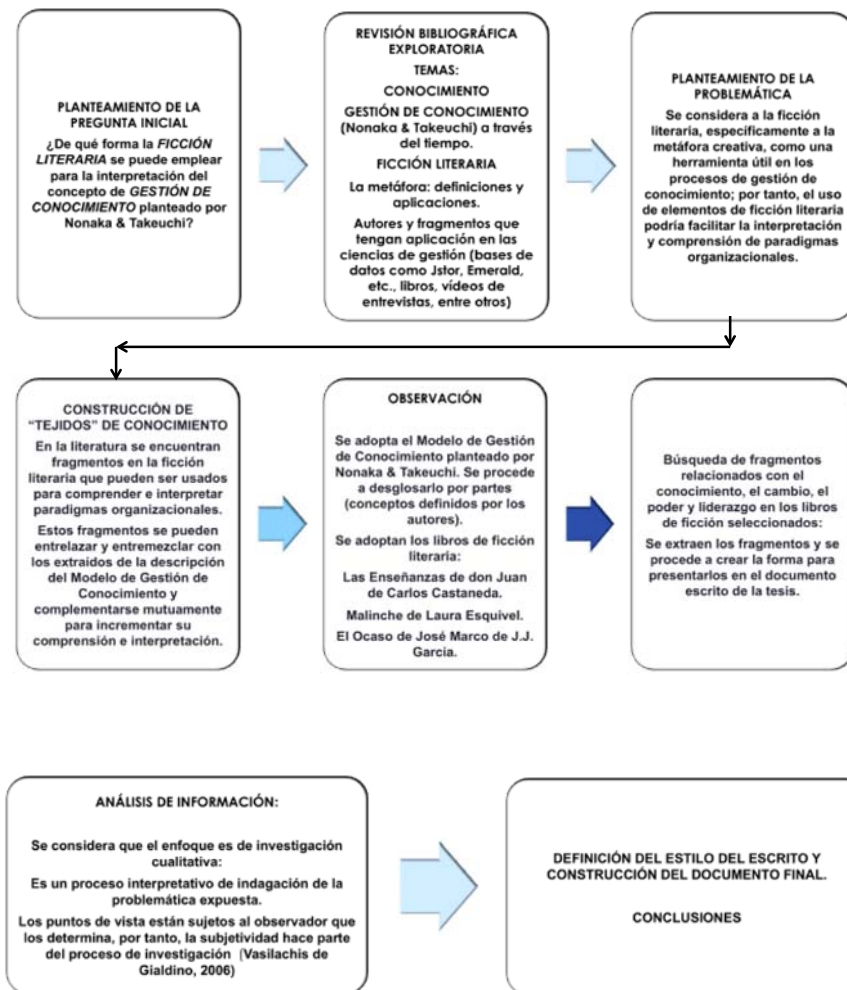 PLANTEAMIENTO DE LA
PREGUNTA INICIAL
¿De qué forma la FICCIÓN
LITERARIA se puede emplear
para la interpretación del
concepto de GESTIÓN DE
CONOCIMIENTO planteado por
Nonaka & Takeuchi?
REVISIÓN BIBLIOGRÁFICA
EXPLORATORIA
TEMAS:
CONOCIMIENTO
GESTIÓN DE CONOCIMIENTO
(Nonaka & Takeuchi) a través
del tiempo.
FICCIÓN LITERARIA
La metáfora: definiciones y
aplicaciones.
Autores y fragmentos que
tengan aplicación en las
ciencias de gestión (bases de
datos como Jstor, Emerald,
etc., libros, vídeos de
entrevistas, entre otros)
PLANTEAMIENTO DE LA
PROBLEMÁTICA
Se considera a la ficción
literaria, específicamente a la
metáfora creativa, como una
herramienta útil en los
procesos de gestión de
conocimiento; por tanto, el uso
de elementos de ficción literaria
podría facilitar la interpretación
y comprensión de paradigmas
organizacionales.
CONSTRUCCIÓN DE
“TEJIDOS” DE CONOCIMIENTO
En la literatura se encuentran
fragmentos en la ficción
literaria que pueden ser usados
para comprender e interpretar
paradigmas organizacionales.
Estos fragmentos se pueden
entrelazar y entremezclar con
los extraidos de la descripción
del Modelo de Gestión de
Conocimiento y
complementarse mutuamente
para incrementar su
comprensión e interpretación.
OBSERVACIÓN
Se adopta el Modelo de Gestión
de Conocimiento planteado por
Nonaka & Takeuchi. Se procede
a desglosarlo por partes
(conceptos definidos por los
autores).
Se adoptan los libros de ficción
literaria:
Las Enseñanzas de don Juan
de Carlos Castaneda.
Malinche de Laura Esquivel.
El Ocaso de José Marco de J.J.
García.
Búsqueda de fragmentos
relacionados con el
conocimiento, el cambio, el
poder y liderazgo en los libros
de ficción seleccionados:
Se extraen los fragmentos y se
procede a crear la forma para
presentarlos en el documento
escrito de la tesis.
ANÁLISIS DE INFORMACIÓN:
Se considera que el enfoque es de investigación
cualitativa:
Es un proceso interpretativo de indagación de la
problemática expuesta.
Los puntos de vista están sujetos al observador que
los determina, por tanto, la subjetividad hace parte
del proceso de investigación (Vasilachis de
Gialdino, 2006)
DEFINICIÓN DEL ESTILO DEL ESCRITO Y
CONSTRUCCIÓN DEL DOCUMENTO FINAL.
CONCLUSIONES